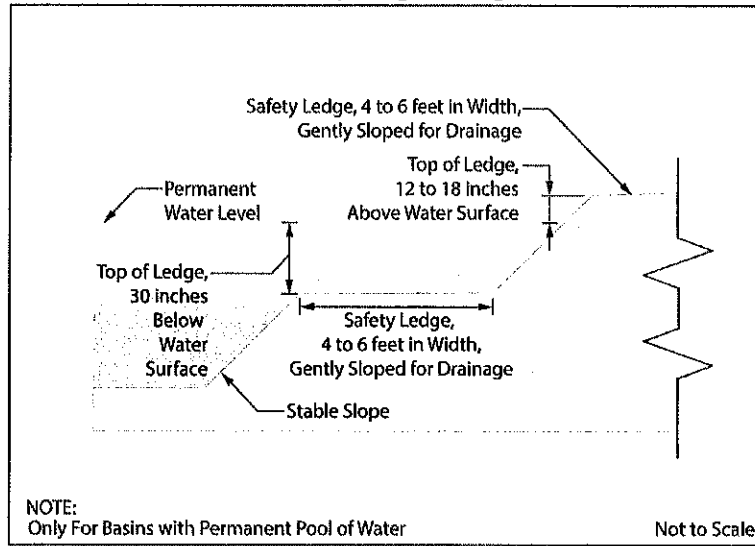 Safety Ledge, 4 to 6 feet in Width,
Gently Sloped for Drainage
Top of Ledge,
12 to 18 inches
Above Water Surface
Permanent
Water Level
Top of Ledge,
30 inches
Below
Water
Surface
Safety Ledge,
4 to 6 feet in Width,
Gently Sloped for Drainage
Stable Slope
NOTE:
Only For Basins with Permanent Pool of Water
Not to Scale